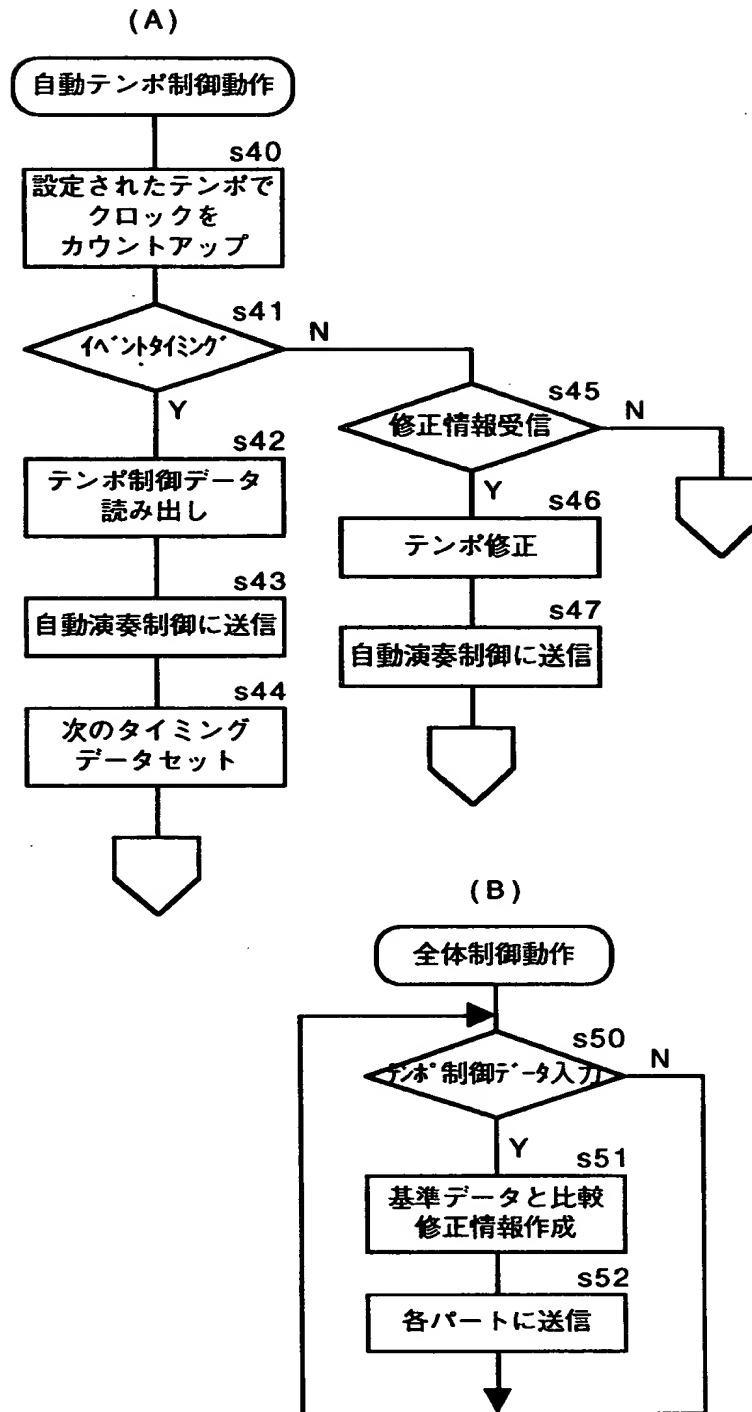 (A)
自動テンポ制御動作
s40
設定されたテンポで
クロックを
カウントアップ
s41
ｲﾍﾞﾝﾄﾀｲﾐﾝｸﾞ
N
Y
s42
テンポ制御データ
読み出し
s43
自動演奏制御に送信
s44
次のタイミング
データセット
s45
修正情報受信
N
Y
s46
テンポ修正
s47
自動演奏制御に送信
(B)
全体制御動作
s50
ﾃﾝﾎﾟ制御ﾃﾞｰﾀ入力
N
Y
s51
基準データと比較
修正情報作成
s52
各パートに送信